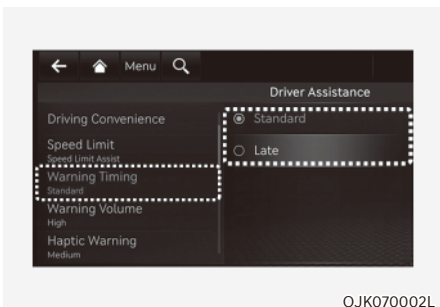 Menu
Driver Assistance
Driving Convenience
Speed Limit
Speed Limit Assist
Warning Timing
Standard
Warning Volume
High
Haptic Warning
Medium
Standard
Late
OJK070002L